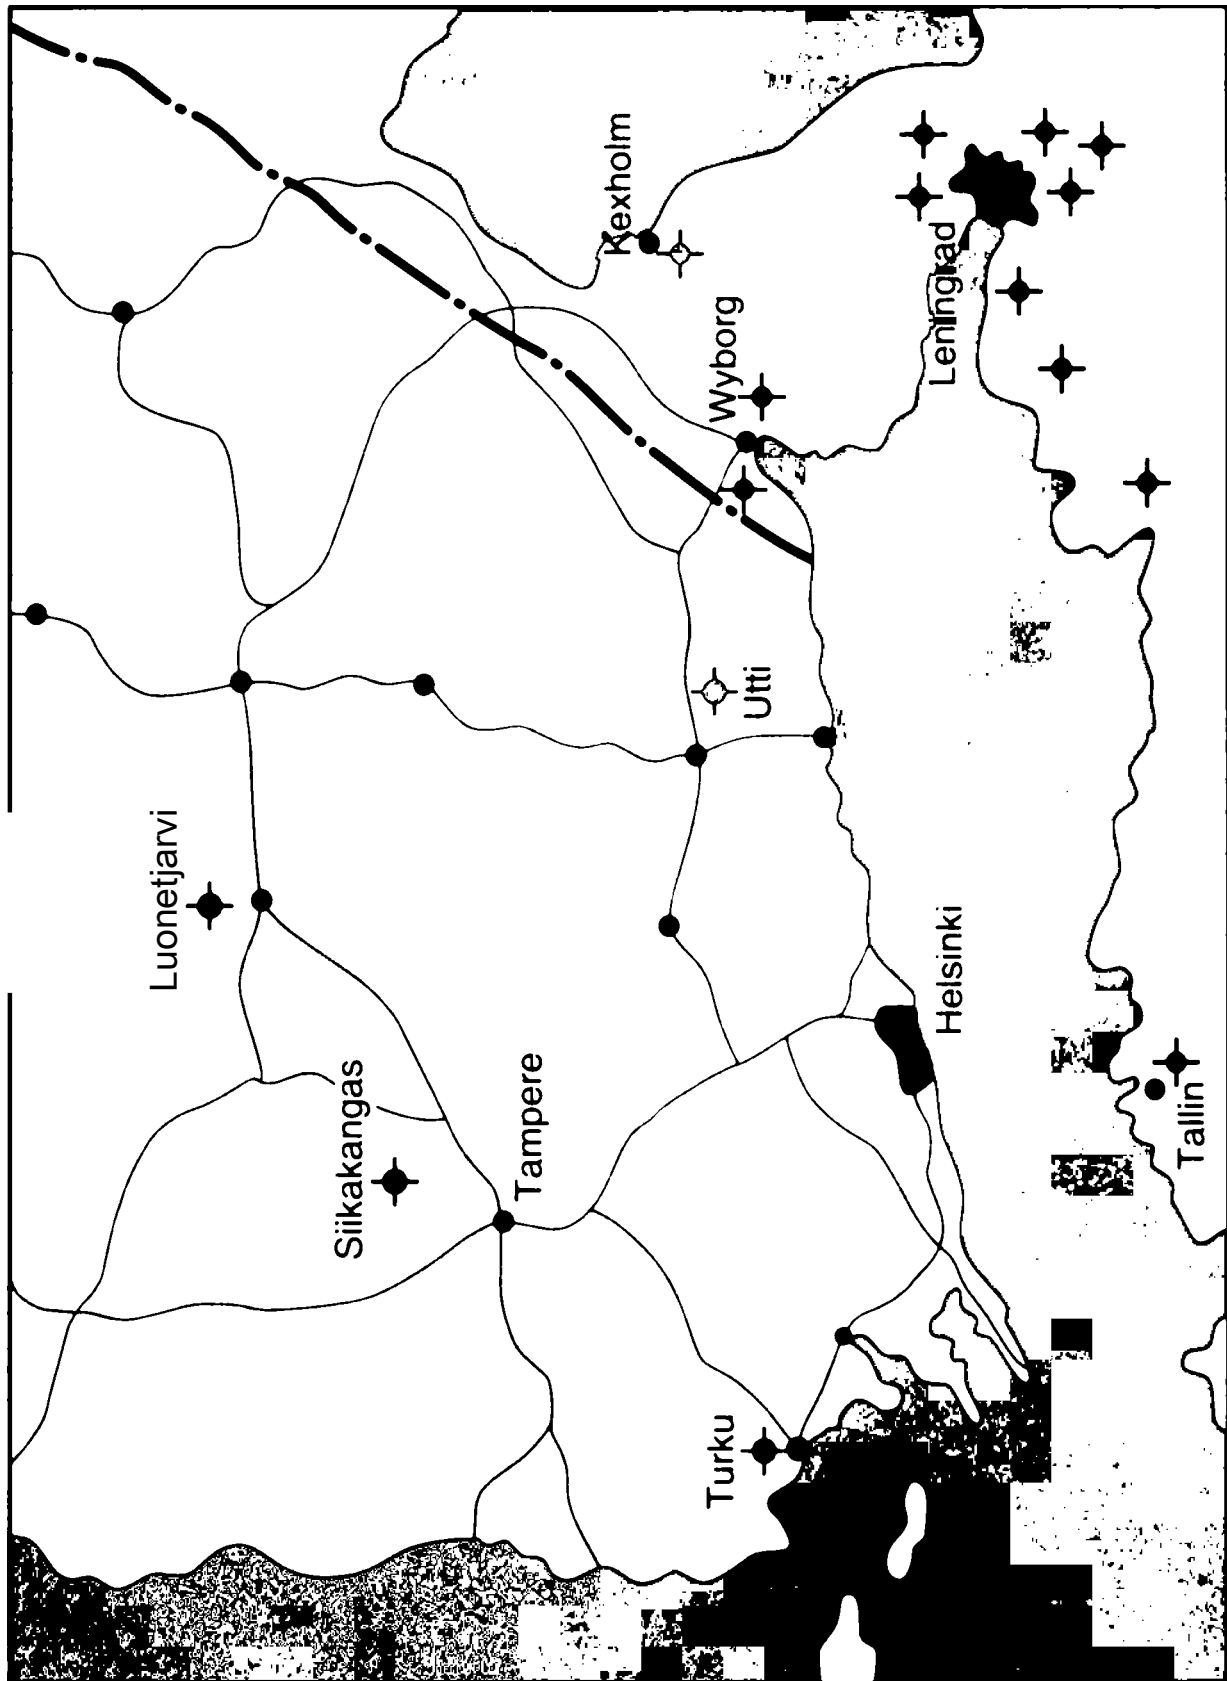 Luonetjarvi
Siikakangas
Tampere
Turku
Helsinki
Utti
Wyborg
Kexholm
Leningrad
Tallin